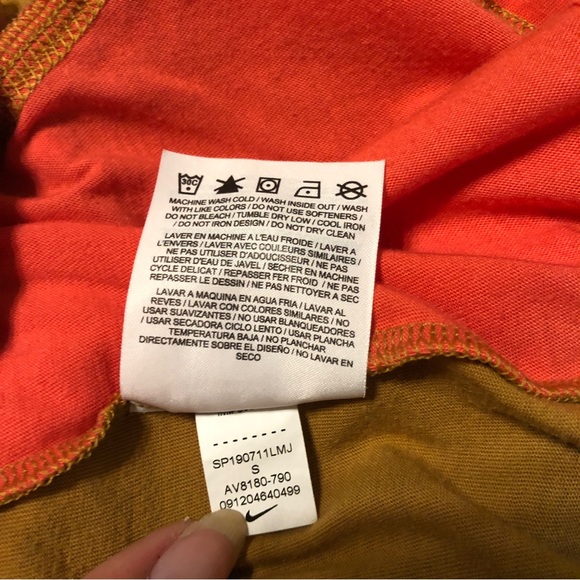 30C
MACHINE WASH COLD / WASH INSIDE OUT / WASH
WITH LIKE COLORS / DO NOT USE SOFTENERS /
DO NOT BLEACH / TUMBLE DRY LOW / COOL IRON
/ DO NOT IRON DESIGN / DO NOT DRY CLEAN
LAVER EN MACHINE A L'EAU FROIDE / LAVER A
L'ENVERS / LAVER AVEC COULEURS SIMILAIRES /
NE PAS UTILISER D'ADOUCISSEUR / NE PAS
UTILISER D'EAU DE JAVEL / SECHER EN MACHINE
CYCLE DELICAT / REPASSER FER FROID / NE PAS
REPASSER LE DESSIN / NE PAS NETTOYER A SEC
LAVAR A MAQUINA EN AGUA FRIA / LAVAR AL
REVES / LAVAR CON COLORES SIMILARES / NO
USAR SUAVIZANTES / NO USAR BLANQUEADORES
/ USAR SECADORA CICLO LENTO / USAR PLANCHA
TEMPERATURA BAJA / NO PLANCHAR
DIRECTAMENTE SOBRE EL DISEÑO / NO LAVAR EN
SECO
SP190711LMJ
S
AV8180-790
091204640499